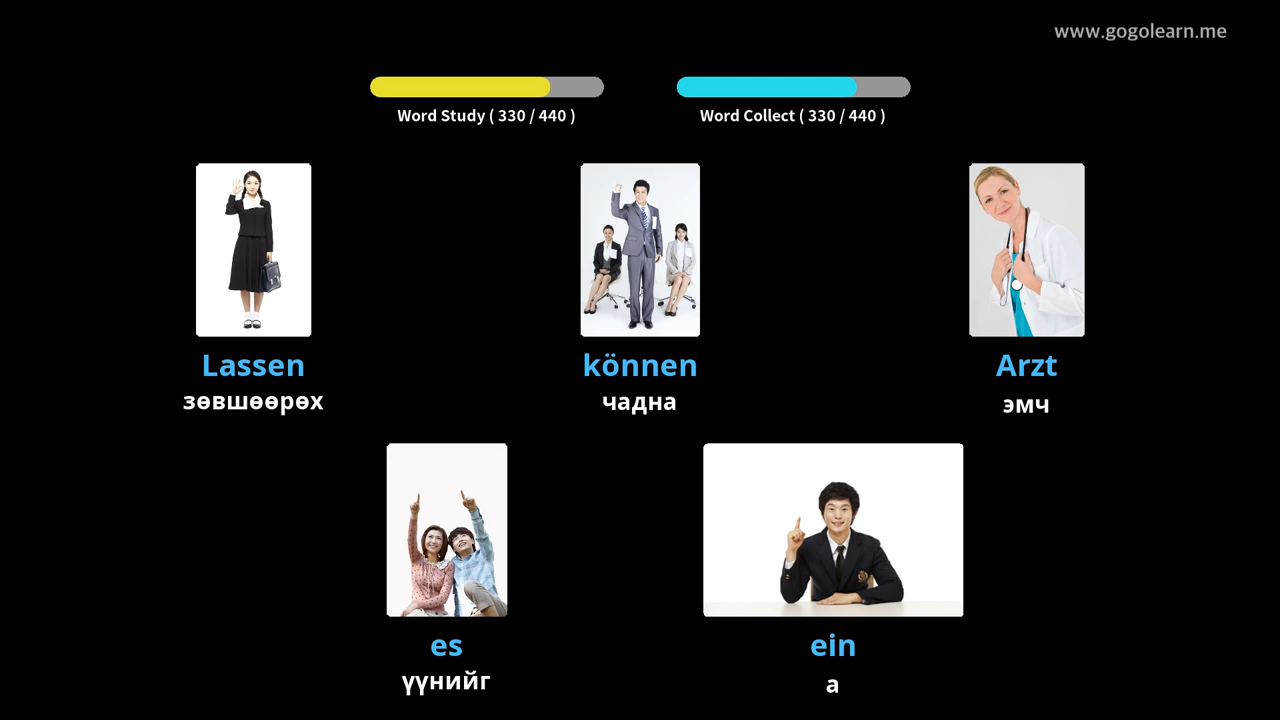 www.gogolearn.me
Word Study ( 330 / 440 )
Word Collect ( 330 / 440 )
Lassen
können
Arzt
зөвшөөрөх
чадна
эмч
es
ein
үүнийг
а